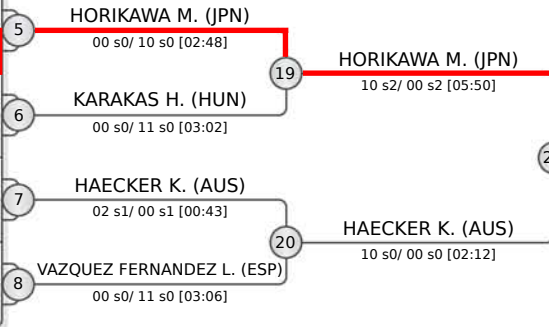 5
HORIKAWA M. (JPN)
00 s0/ 10 s0 [02:48]
19
HORIKAWA M. (JPN)
10 s2/ 00 s2 [05:50]
6
KARAKAS H. (HUN)
00 s0/ 11 s0 [03:02]
7
HAECKER K. (AUS)
02 s1/ 00 s1 [00:43]
20
HAECKER K. (AUS)
10 s0/ 00 s0 [02:12]
8
VAZQUEZ FERNANDEZ L. (ESP)
00 s0/ 11 s0 [03:06]